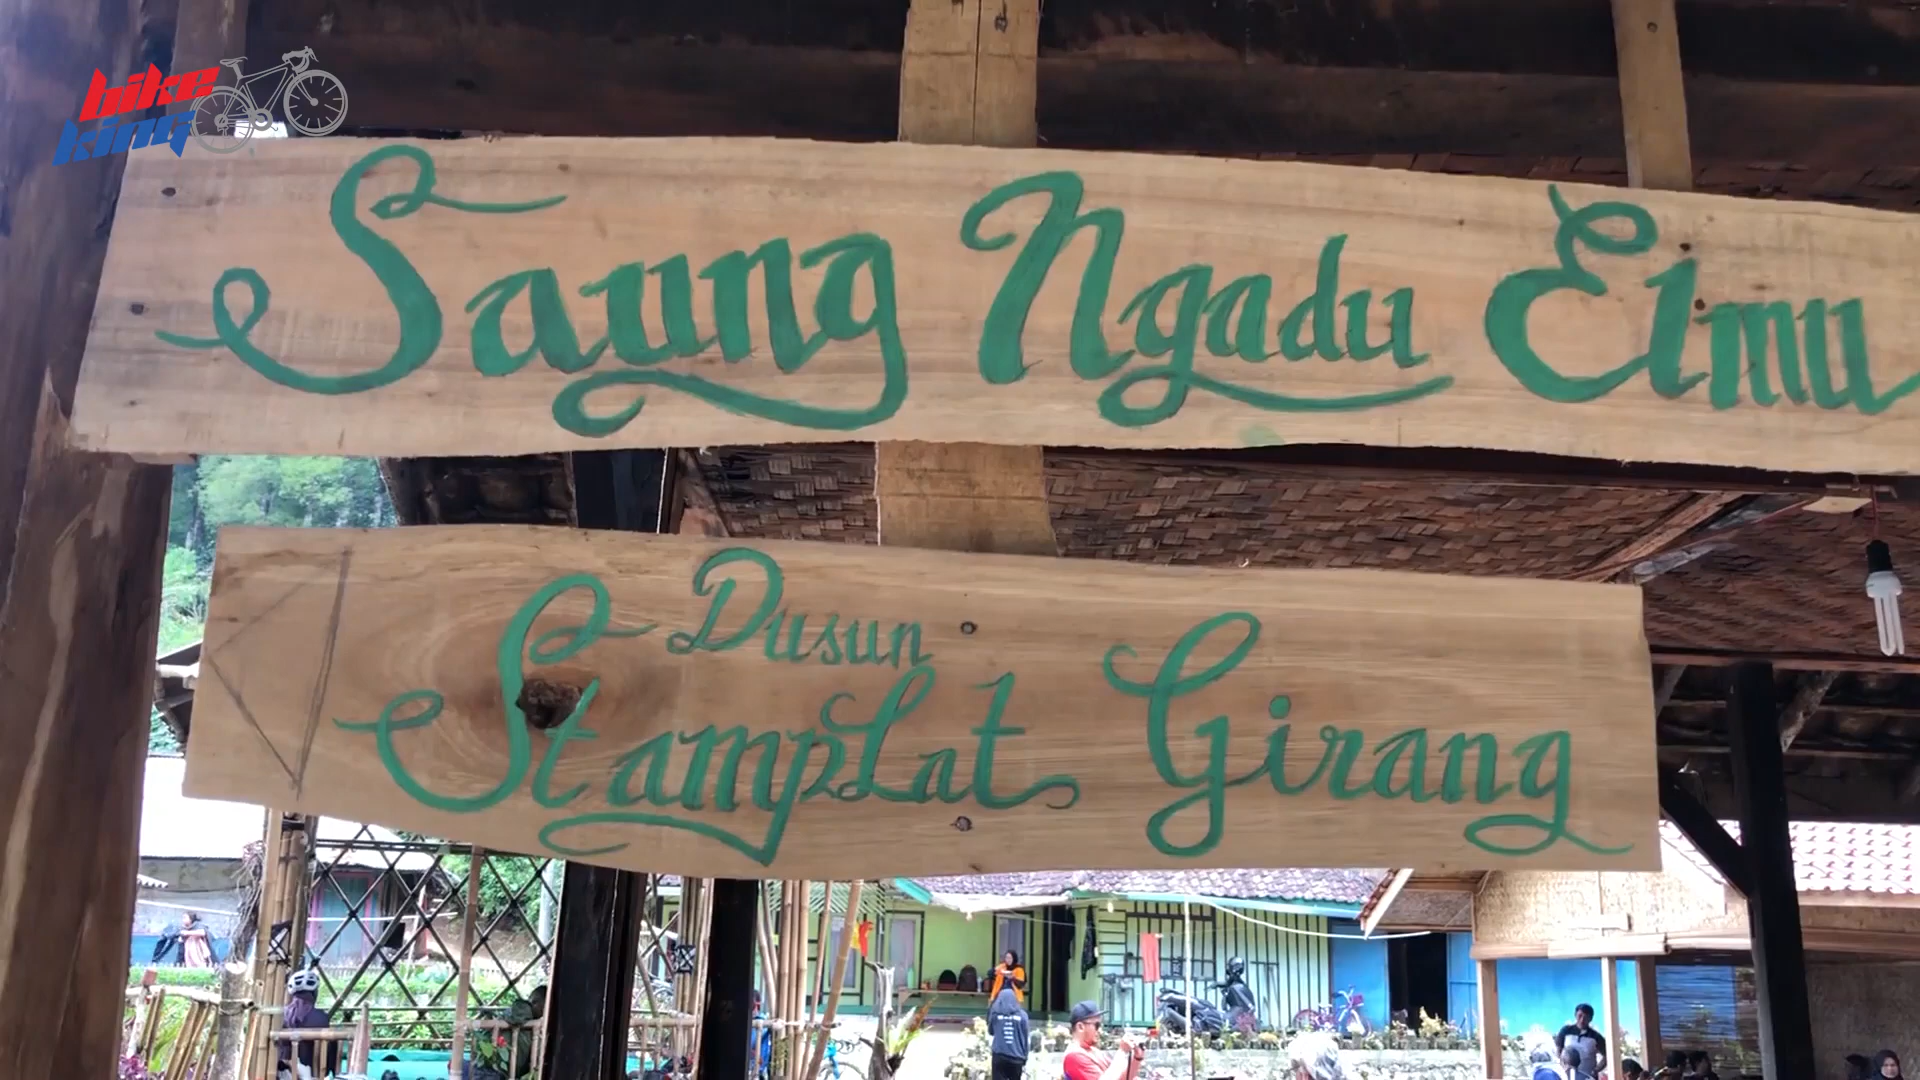 bike
king
Saung Ngadu Elmu
Dusun
Stamplat Girang